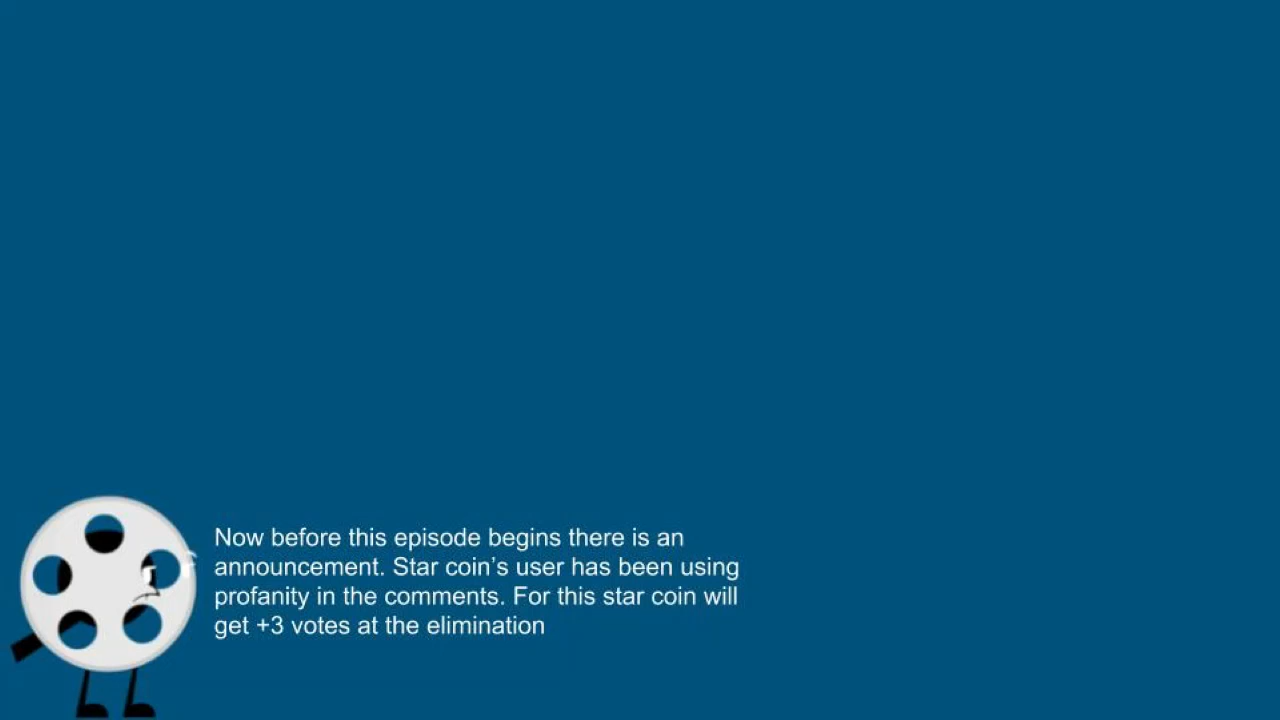 Now before this episode begins there is an
announcement. Star coin’s user has been using
profanity in the comments. For this star coin will
get +3 votes at the elimination